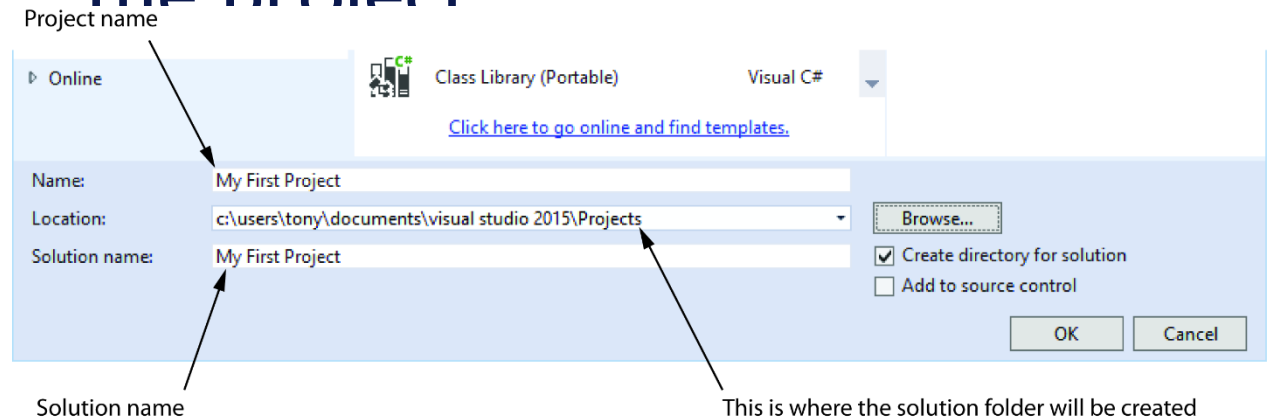 The Project
Project name
Online
C#
Class Library (Portable) Visual C#
Click here to go online and find templates.
Name: My First Project
Location: c:\users\tony\documents\visual studio 2015\Projects Browse...
Solution name: My First Project Create directory for solution
Add to source control
OK Cancel
Solution name This is where the solution folder will be created